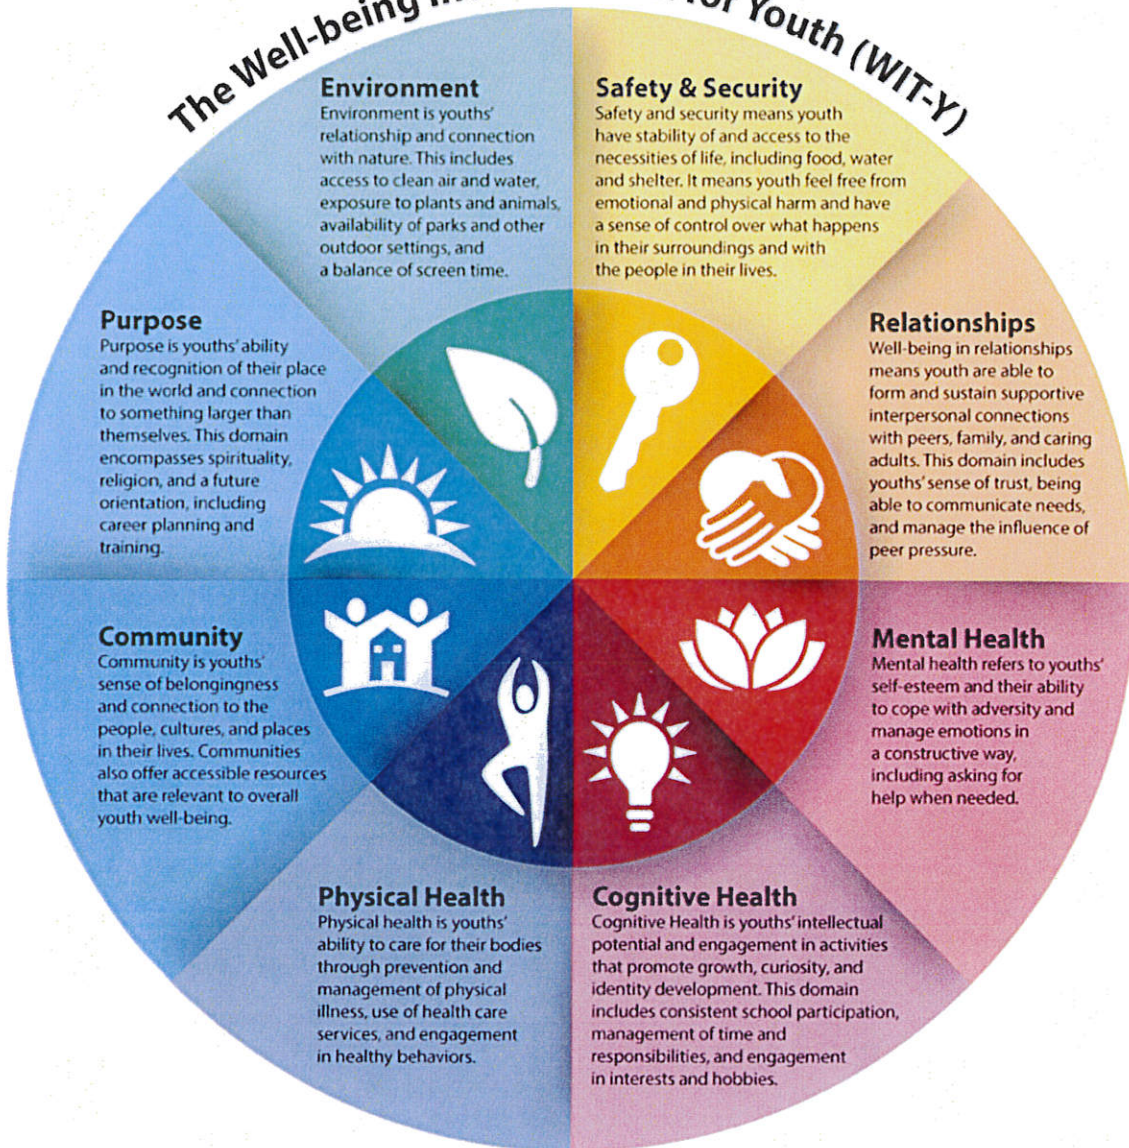 The Well-being in for Youth (WIT-Y)
Environment
Environment is youths'
relationship and connection
with nature. This includes
access to clean air and water,
exposure to plants and animals,
availability of parks and other
outdoor settings, and
a balance of screen time.
Safety & Security
Safety and security means youth
have stability of and access to the
necessities of life, including food, water
and shelter. It means youth feel free from
emotional and physical harm and have
a sense of control over what happens
in their surroundings and with
the people in their lives.
Relationships
Well-being in relationships
means youth are able to
form and sustain supportive
interpersonal connections
with peers, family, and caring
adults. This domain includes
youths' sense of trust, being
able to communicate needs,
and manage the influence of
peer pressure.
Mental Health
Mental health refers to youths'
self-esteem and their ability
to cope with adversity and
manage emotions in
a constructive way,
including asking for
help when needed.
Cognitive Health
Cognitive Health is youths' intellectual
potential and engagement in activities
that promote growth, curiosity, and
identity development. This domain
includes consistent school participation,
management of time and
responsibilities, and engagement
in interests and hobbies.
Physical Health
Physical health is youths'
ability to care for their bodies
through prevention and
management of physical
illness, use of health care
services, and engagement
in healthy behaviors.
Community
Community is youths'
sense of belongingness
and connection to the
people, cultures, and places
in their lives. Communities
also offer accessible resources
that are relevant to overall
youth well-being.
Purpose
Purpose is youths' ability
and recognition of their place
in the world and connection
to something larger than
themselves. This domain
encompasses spirituality,
religion, and a future
orientation, including
career planning and
training.